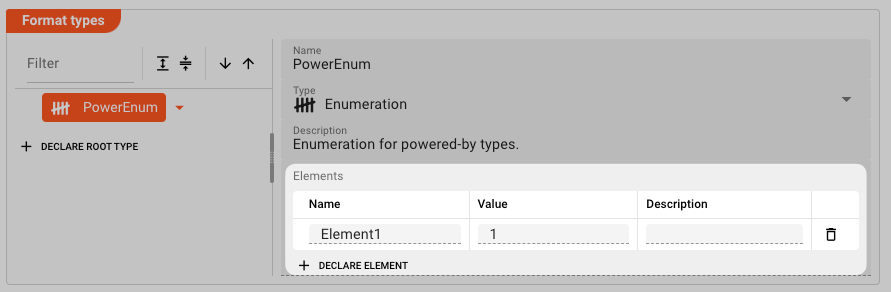 Format types
Filter
PowerEnum
DECLARE ROOT TYPE
Name
PowerEnum
Type
Enumeration
Description
Enumeration for powered-by types.
Elements
Name Value Description
Element1 1
DECLARE ELEMENT